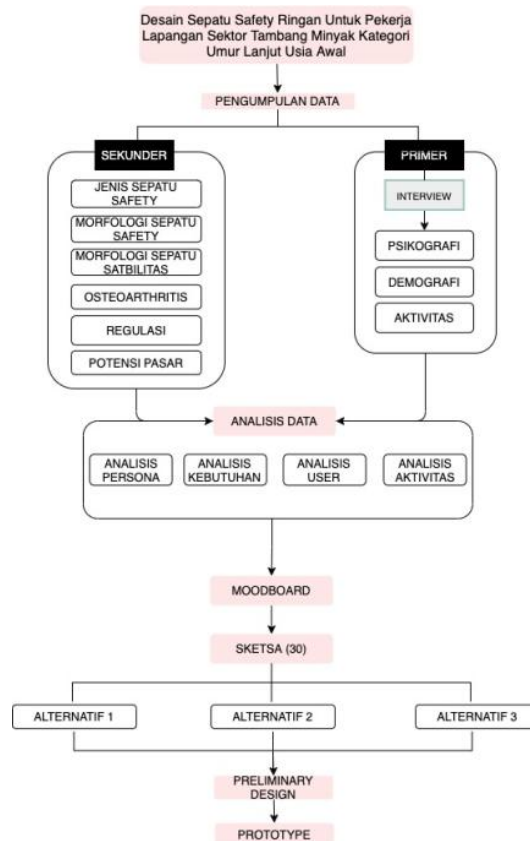 Desain Sepatu Safety Ringan Untuk Pekerja
Lapangan Sektor Tambang Minyak Kategori
Umur Lanjut Usia Awal
PENGUMPULAN DATA
SEKUNDER
JENIS SEPATU
SAFETY
MORFOLOGI SEPATU
SAFETY
MORFOLOGI SEPATU
SATBILITAS
OSTEOARTHRITIS
REGULASI
POTENSI PASAR
PRIMER
INTERVIEW
PSIKOGRAFI
DEMOGRAFI
AKTIVITAS
ANALISIS DATA
ANALISIS
PERSONA
ANALISIS
KEBUTUHAN
ANALISIS
USER
ANALISIS
AKTIVITAS
MOODBOARD
SKETSA (30)
ALTERNATIF 1
ALTERNATIF 2
ALTERNATIF 3
PRELIMINARY
DESIGN
PROTOTYPE